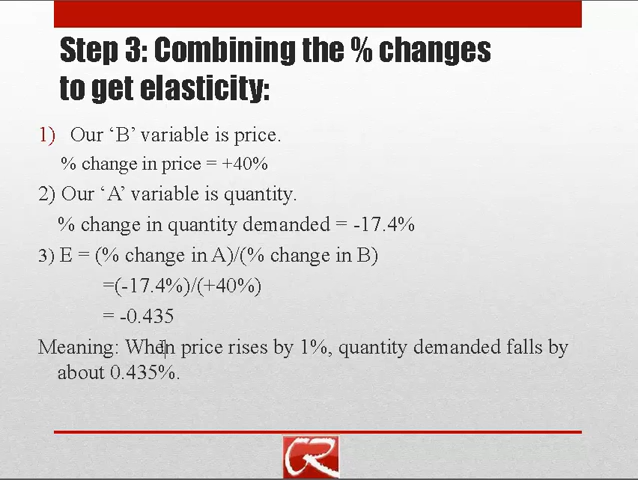 Step 3: Combining the % changes
to get elasticity:
1) Our ‘B’ variable is price.
% change in price = +40%
2) Our ‘A’ variable is quantity.
% change in quantity demanded = -17.4%
3) E = (% change in A)/(% change in B)
=(-17.4%)/(+40%)
= -0.435
Meaning: When price rises by 1%, quantity demanded falls by
about 0.435%.